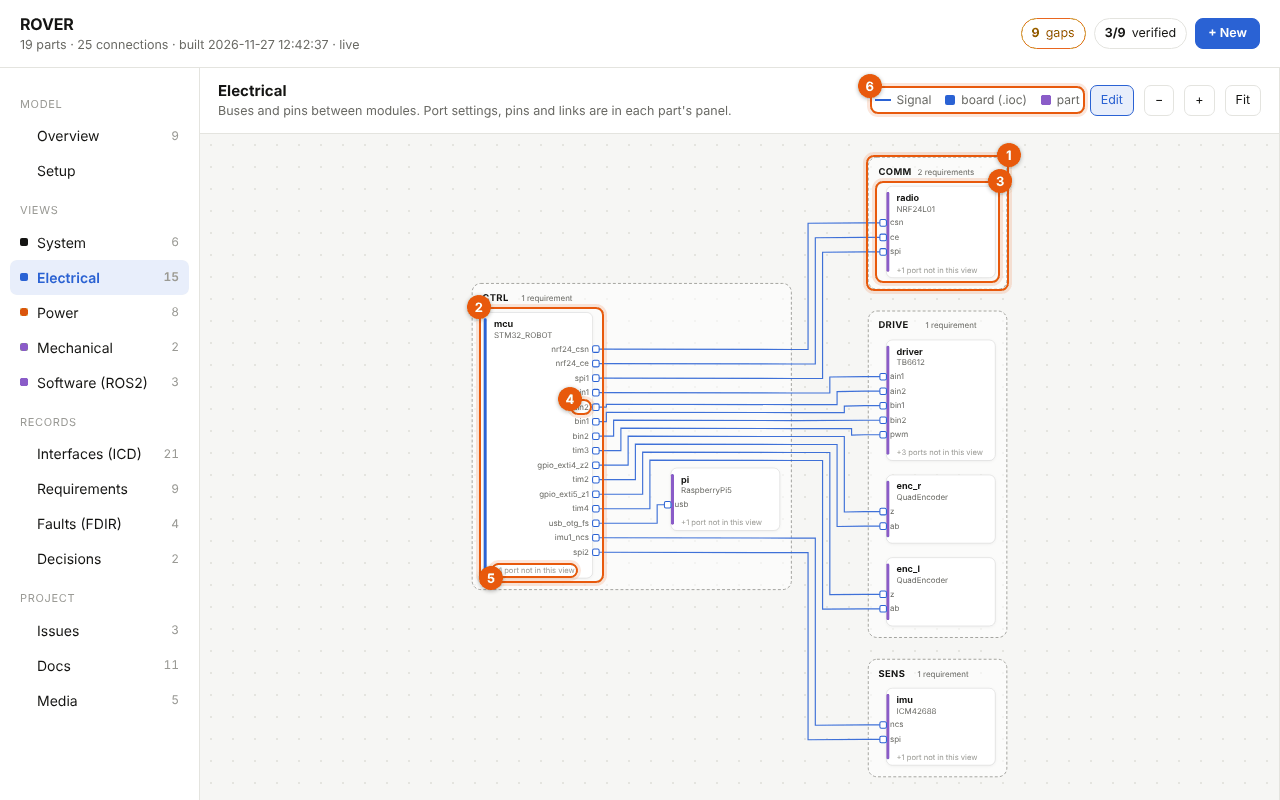 ROVER
19 parts · 25 connections · built 2026-11-27 12:42:37 · live
9 gaps
3/9 verified
+ New
MODEL
Overview 9
Setup
VIEWS
System 6
Electrical 15
Power 8
Mechanical 2
Software (ROS2) 3
RECORDS
Interfaces (ICD) 21
Requirements 9
Faults (FDIR) 4
Decisions 2
PROJECT
Issues 3
Docs 11
Media 5
Electrical
Buses and pins between modules. Port settings, pins and links are in each part's panel.
6
Signal board (.ioc) part
Edit − + Fit
1
COMM 2 requirements
3
radio
NRF24L01
csn
ce
spi
+1 port not in this view
CTRL 1 requirement
2
mcu
STM32_ROBOT
nrf24_csn
nrf24_ce
spi1
4
bin1
bin2
tim3
gpio_exti4_z2
tim2
gpio_exti5_z1
tim4
usb_otg_fs
imu1_ncs
spi2
5
port not in this view
pi
RaspberryPi5
usb
+1 port not in this view
DRIVE 1 requirement
driver
TB6612
ain1
ain2
bin1
bin2
pwm
+3 ports not in this view
enc_r
QuadEncoder
z
ab
enc_l
QuadEncoder
z
ab
SENS 1 requirement
imu
ICM42688
ncs
spi
+1 port not in this view